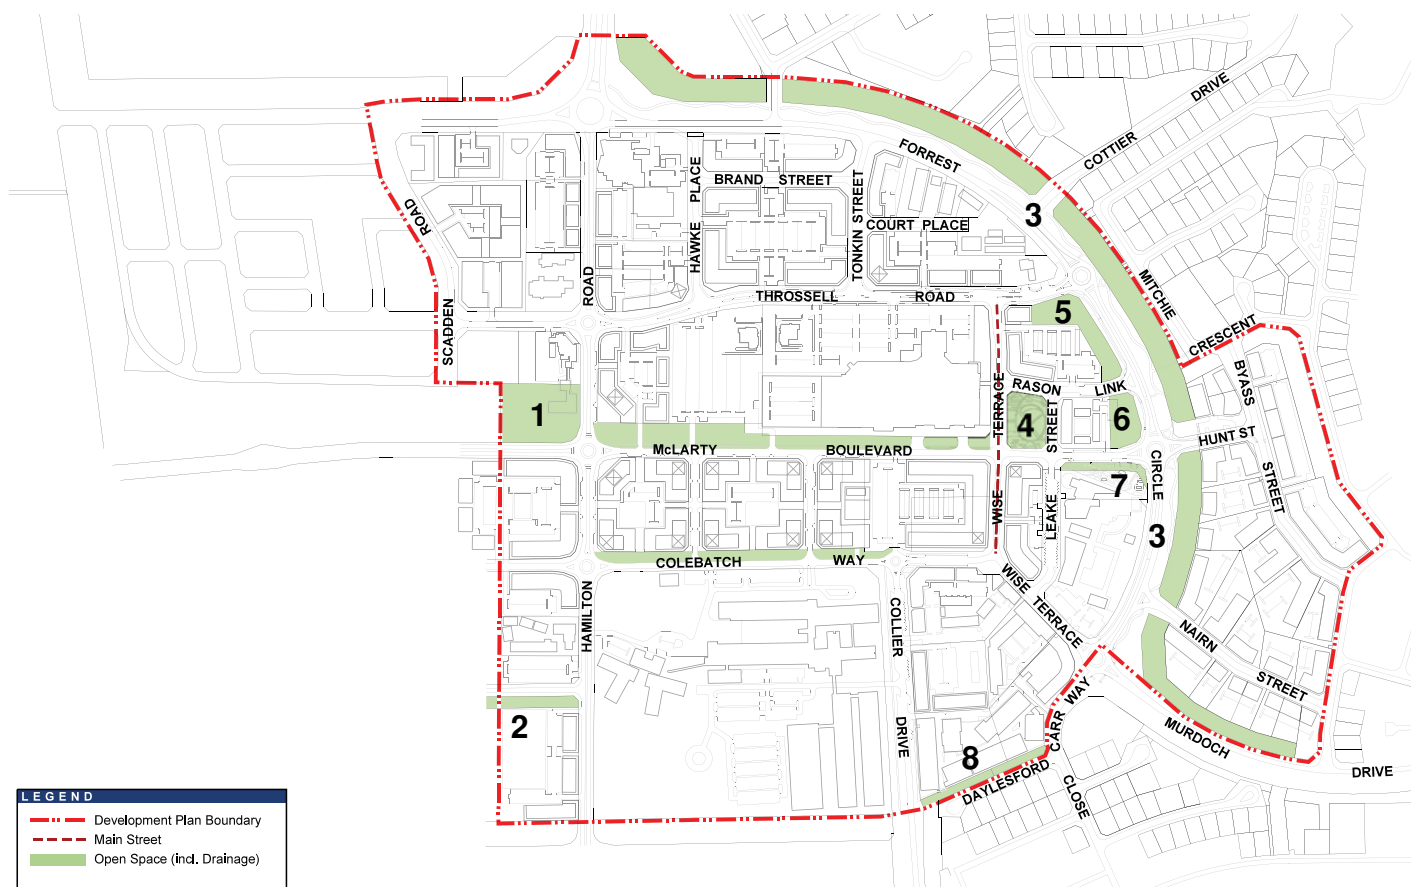 DRIVE
COTTIER
FORREST
PLACE
BRAND STREET
TONKIN STREET
COURT PLACE
HAWKE
ROAD
3
ROAD
MITCHIE
THROSSELL ROAD
SCADDEN
5
CRESCENT
BYASS
RASON LINK
TERRACE
STREET
1
4
6
McLARTY BOULEVARD
HUNT ST
CIRCLE
STREET
7
WISE
LEAKE
3
COLEBATCH WAY
WISE TERRACE
HAMILTON
COLLIER
NAIRN
STREET
WAY
CARR
2
DRIVE
MURDOCH
8
DAYLESFORD
CLOSE
DRIVE
LEGEND
Development Plan Boundary
Main Street
Open Space (incl. Drainage)